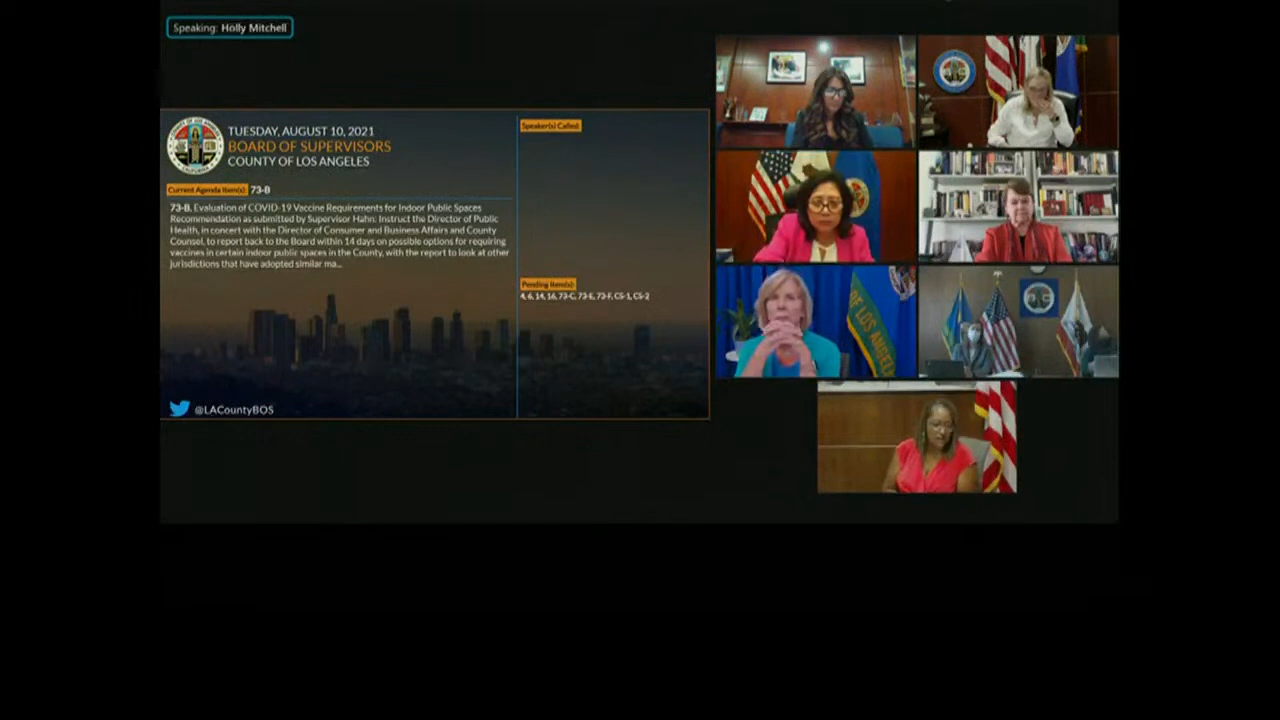 Speaking: Holly Mitchell
TUESDAY, AUGUST 10, 2021
BOARD OF SUPERVISORS
COUNTY OF LOS ANGELES
Current Agenda Item(s): 73-B
73-B. Evaluation of COVID-19 Vaccine Requirements for Indoor Public Spaces
Recommendation as submitted by Supervisor Hahn: Instruct the Director of Public
Health, in concert with the Director of Consumer and Business Affairs and County
Counsel, to report back to the Board within 14 days on possible options for requiring
vaccines in certain indoor public spaces in the County, with the report to look at other
jurisdictions that have adopted similar ma...
@LACountyBOS
Speaker(s) Called:
Pending Item(s):
4, 6, 14, 16, 73-C, 73-E, 73-F, CS-1, CS-2
OF LOS ANGELES